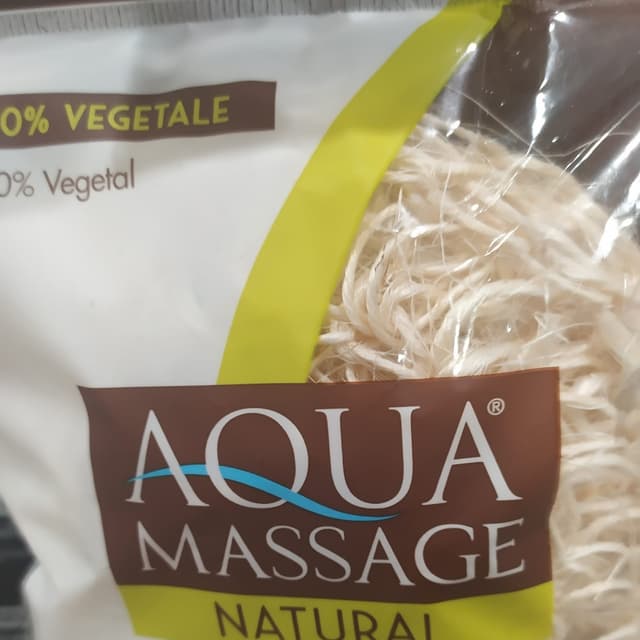 0% VEGETALE
0% Vegetal
AQUA®
MASSAGE
NATURAL